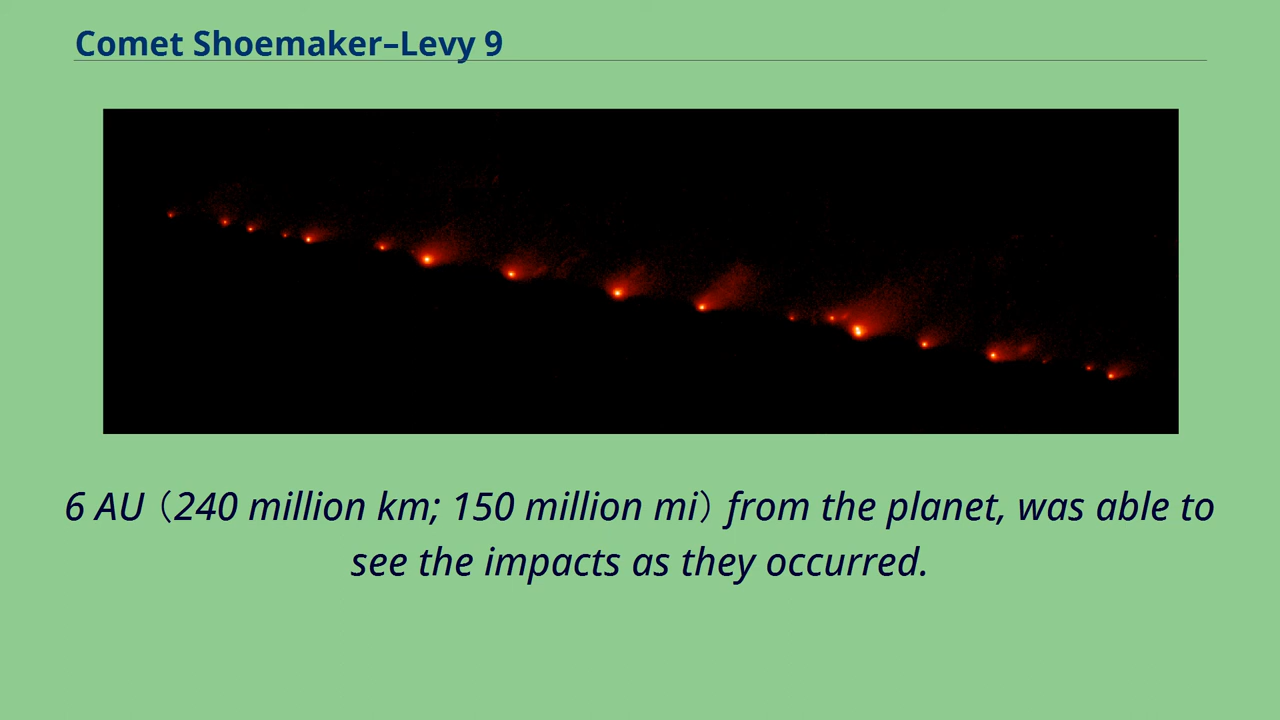 Comet Shoemaker–Levy 9
6 AU (240 million km; 150 million mi) from the planet, was able to
see the impacts as they occurred.